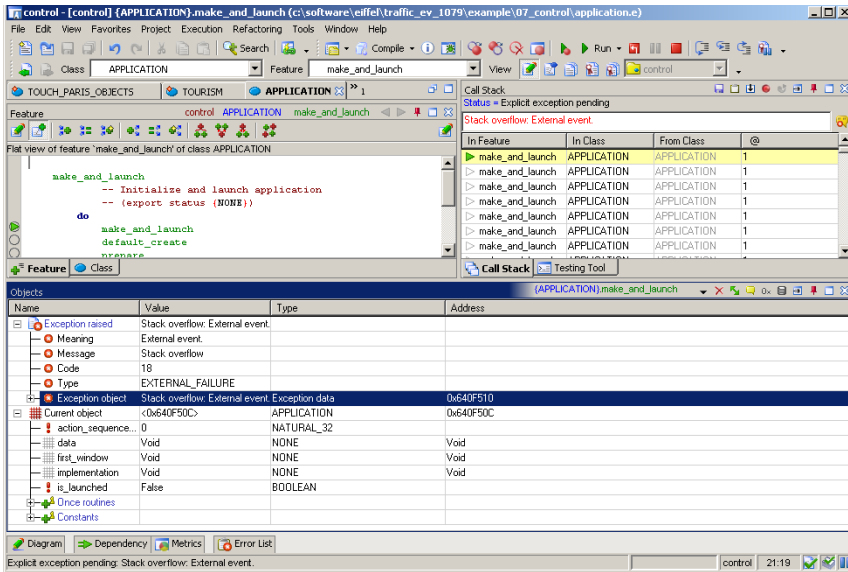 control - [control] {APPLICATION}.make_and_launch (c:\software\eiffel\traffic_ev_1079\example\07_control\application.e)
File Edit View Favorites Project Execution Refactoring Tools Window Help
Search Compile Run
Class APPLICATION Feature make_and_launch View control
TOUCH_PARIS_OBJECTS TOURISM APPLICATION » 1 Call Stack
Status = Explicit exception pending
Feature control APPLICATION make_and_launch
Stack overflow: External event.
Flat view of feature `make_and_launch' of class APPLICATION
In Feature In Class From Class @
make_and_launch APPLICATION APPLICATION 1
make_and_launch APPLICATION APPLICATION 1
make_and_launch APPLICATION APPLICATION 1
make_and_launch APPLICATION APPLICATION 1
make_and_launch APPLICATION APPLICATION 1
make_and_launch APPLICATION APPLICATION 1
make_and_launch APPLICATION APPLICATION 1
make_and_launch
-- Initialize and launch application
-- (export status {NONE})
do
make_and_launch
default_create
prepare
Feature Class
Call Stack Testing Tool
Objects {APPLICATION}.make_and_launch
Name Value Type Address
Exception raised Stack overflow: External event.
Meaning External event.
Message Stack overflow
Code 18
Type EXTERNAL_FAILURE
Exception object Stack overflow: External event. Exception data 0x640F510
Current object <0x640F50C> APPLICATION 0x640F50C
action_sequence... 0 NATURAL_32
data Void NONE Void
first_window Void NONE Void
implementation Void NONE Void
is_launched False BOOLEAN
Once routines
Constants
Diagram Dependency Metrics Error List
Explicit exception pending: Stack overflow: External event. control 21:19